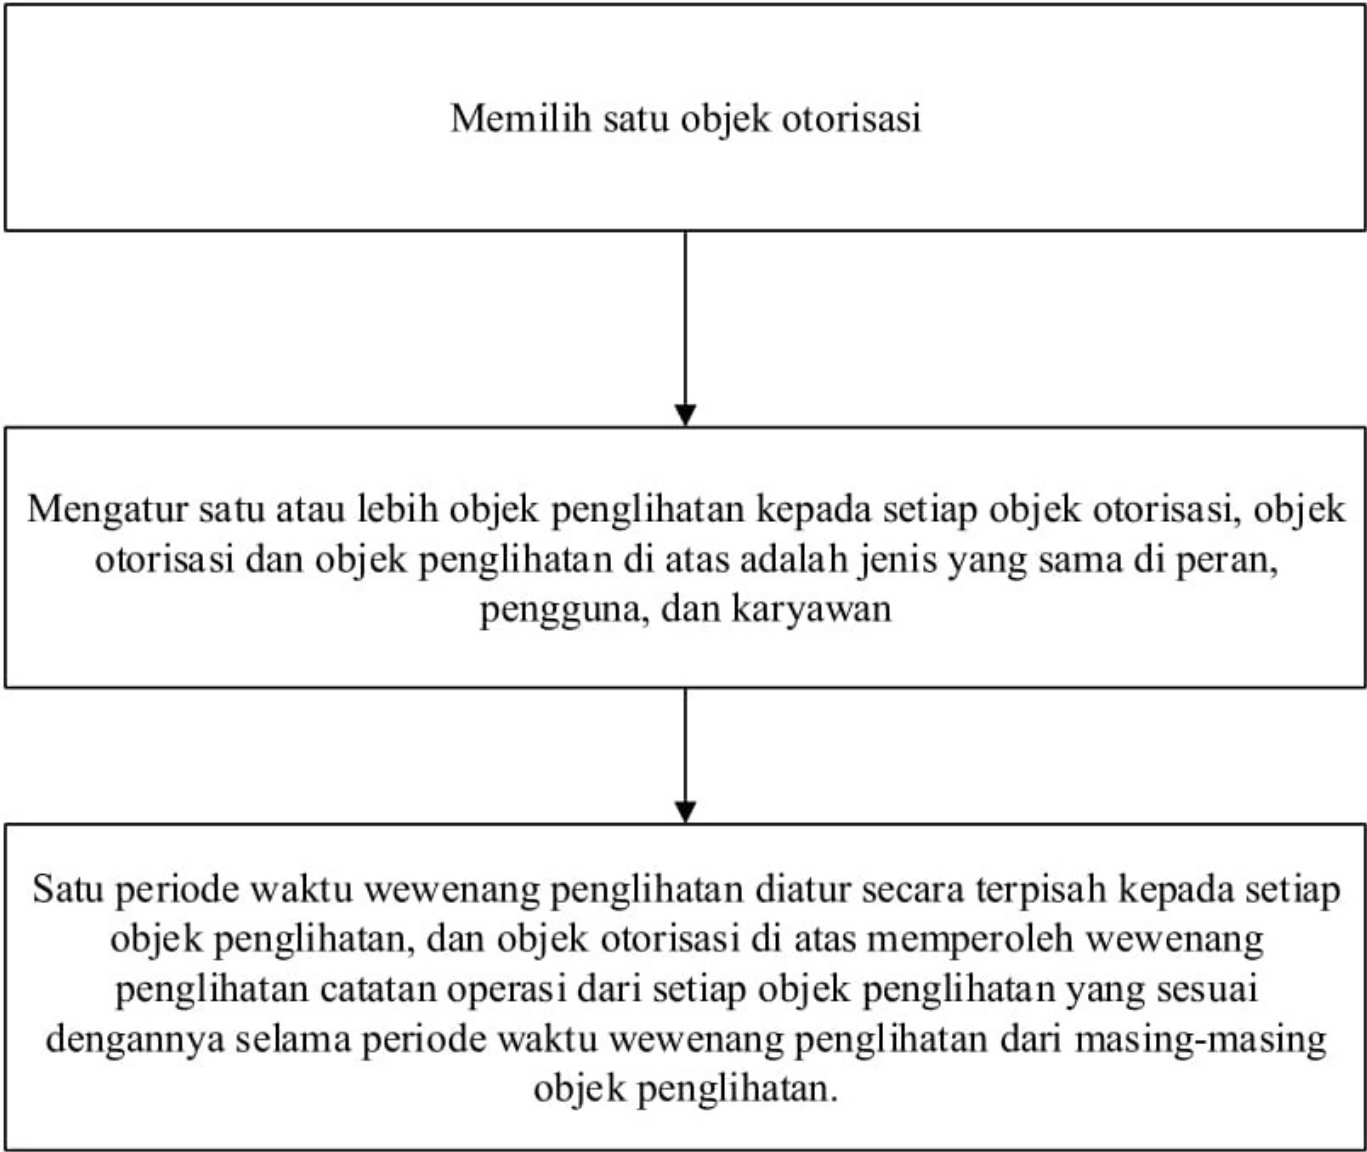 Memilih satu objek otorisasi
Mengatur satu atau lebih objek penglihatan kepada setiap objek otorisasi, objek
otorisasi dan objek penglihatan di atas adalah jenis yang sama di peran,
pengguna, dan karyawan
Satu periode waktu wewenang penglihatan diatur secara terpisah kepada setiap
objek penglihatan, dan objek otorisasi di atas memperoleh wewenang
penglihatan catatan operasi dari setiap objek penglihatan yang sesuai
dengannya selama periode waktu wewenang penglihatan dari masing-masing
objek penglihatan.